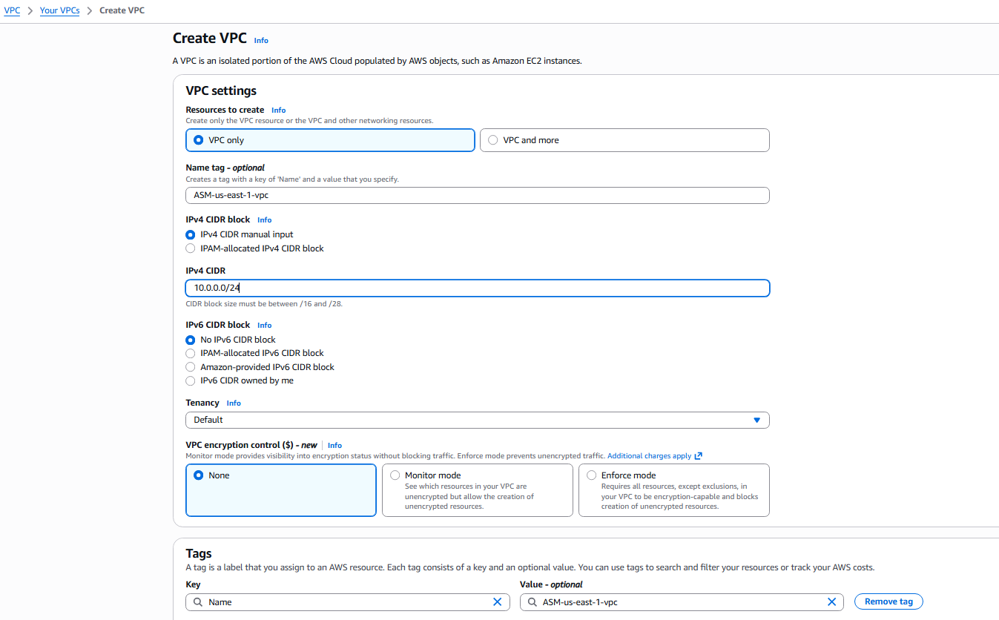 VPC > Your VPCs > Create VPC
Create VPC Info
A VPC is an isolated portion of the AWS Cloud populated by AWS objects, such as Amazon EC2 instances.
VPC settings
Resources to create Info
Create only the VPC resource or the VPC and other networking resources.
VPC only VPC and more
Name tag - optional
Creates a tag with a key of 'Name' and a value that you specify.
ASM-us-east-1-vpc
IPv4 CIDR block Info
IPv4 CIDR manual input
IPAM-allocated IPv4 CIDR block
IPv4 CIDR
10.0.0.0/24
CIDR block size must be between /16 and /28.
IPv6 CIDR block Info
No IPv6 CIDR block
IPAM-allocated IPv6 CIDR block
Amazon-provided IPv6 CIDR block
IPv6 CIDR owned by me
Tenancy Info
Default
VPC encryption control ($) - new Info
Monitor mode provides visibility into encryption status without blocking traffic. Enforce mode prevents unencrypted traffic. Additional charges apply
None
Monitor mode
See which resources in your VPC are
unencrypted but allow the creation of
unencrypted resources.
Enforce mode
Requires all resources, except exclusions, in
your VPC to be encryption-capable and blocks
creation of unencrypted resources.
Tags
A tag is a label that you assign to an AWS resource. Each tag consists of a key and an optional value. You can use tags to search and filter your resources or track your AWS costs.
Key Value - optional
Name ASM-us-east-1-vpc Remove tag